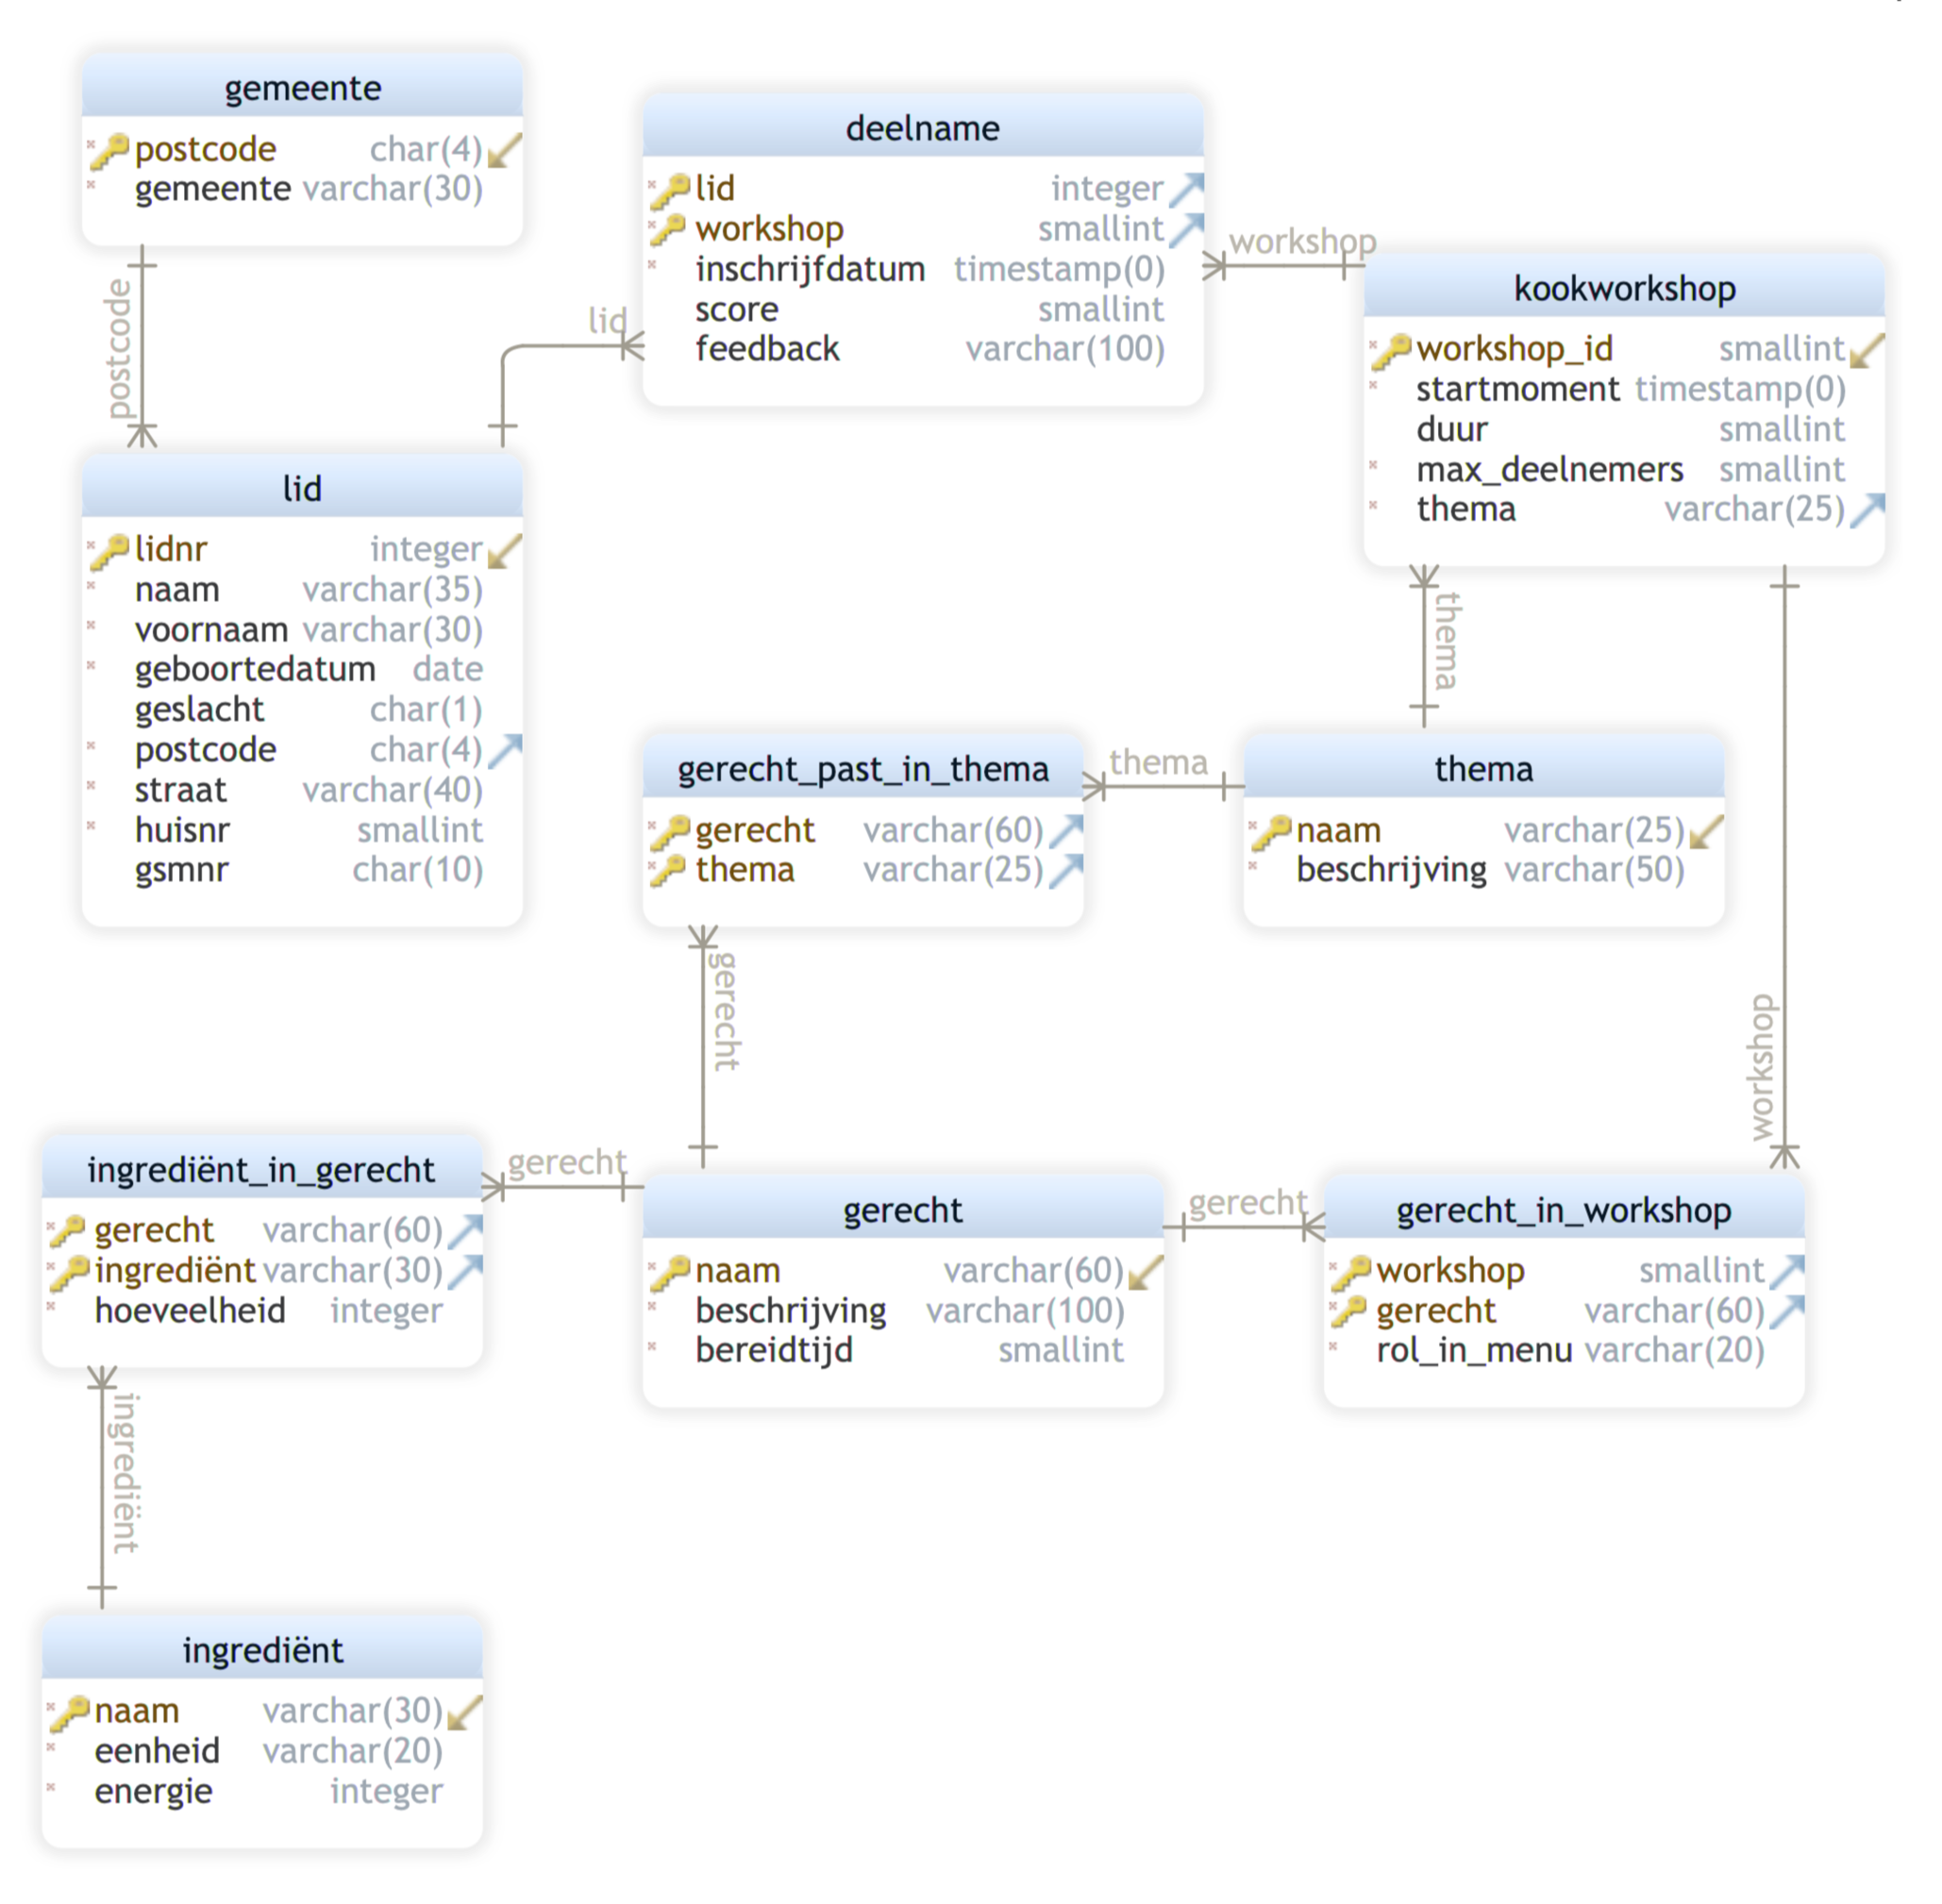 gemeente
postcode char(4)
gemeente varchar(30)
postcode
deelname
lid integer
workshop smallint
inschrijfdatum timestamp(0)
score smallint
feedback varchar(100)
lid
workshop
kookworkshop
workshop_id smallint
startmoment timestamp(0)
duur smallint
max_deelnemers smallint
thema varchar(25)
lid
lidnr integer
naam varchar(35)
voornaam varchar(30)
geboortedatum date
geslacht char(1)
postcode char(4)
straat varchar(40)
huisnr smallint
gsmnr char(10)
thema
gerecht_past_in_thema
gerecht varchar(60)
thema varchar(25)
thema
thema
naam varchar(25)
beschrijving varchar(50)
gerecht
workshop
ingrediënt_in_gerecht
gerecht varchar(60)
ingrediënt varchar(30)
hoeveelheid integer
gerecht
gerecht
naam varchar(60)
beschrijving varchar(100)
bereidtijd smallint
gerecht
gerecht_in_workshop
workshop smallint
gerecht varchar(60)
rol_in_menu varchar(20)
ingrediënt
ingrediënt
naam varchar(30)
eenheid varchar(20)
energie integer